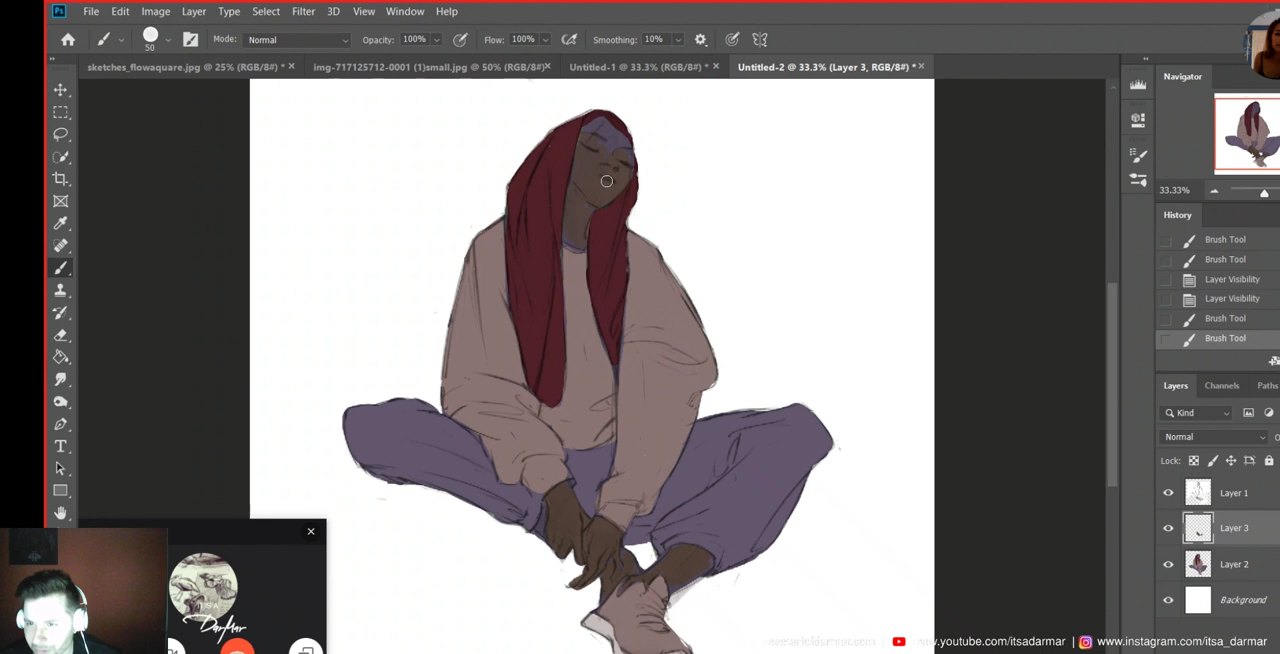 Ps File Edit Image Layer Type Select Filter 3D View Window Help
50 Mode: Normal Opacity: 100% Flow: 100% Smoothing: 10%
sketches_flowaquare.jpg @ 25% (RGB/8#) * × img-717125712-0001 (1)small.jpg @ 50% (RGB/8#) × Untitled-1 @ 33.3% (RGB/8#) * × Untitled-2 @ 33.3% (Layer 3, RGB/8#) * ×
Navigator
33.33%
History
Brush Tool
Brush Tool
Layer Visibility
Layer Visibility
Brush Tool
Brush Tool
Layers Channels Paths
Kind
Normal
Lock:
Layer 1
Layer 3
Layer 2
Background
DarMar
www.youtube.com/itsadarmar | www.instagram.com/itsa_darmar